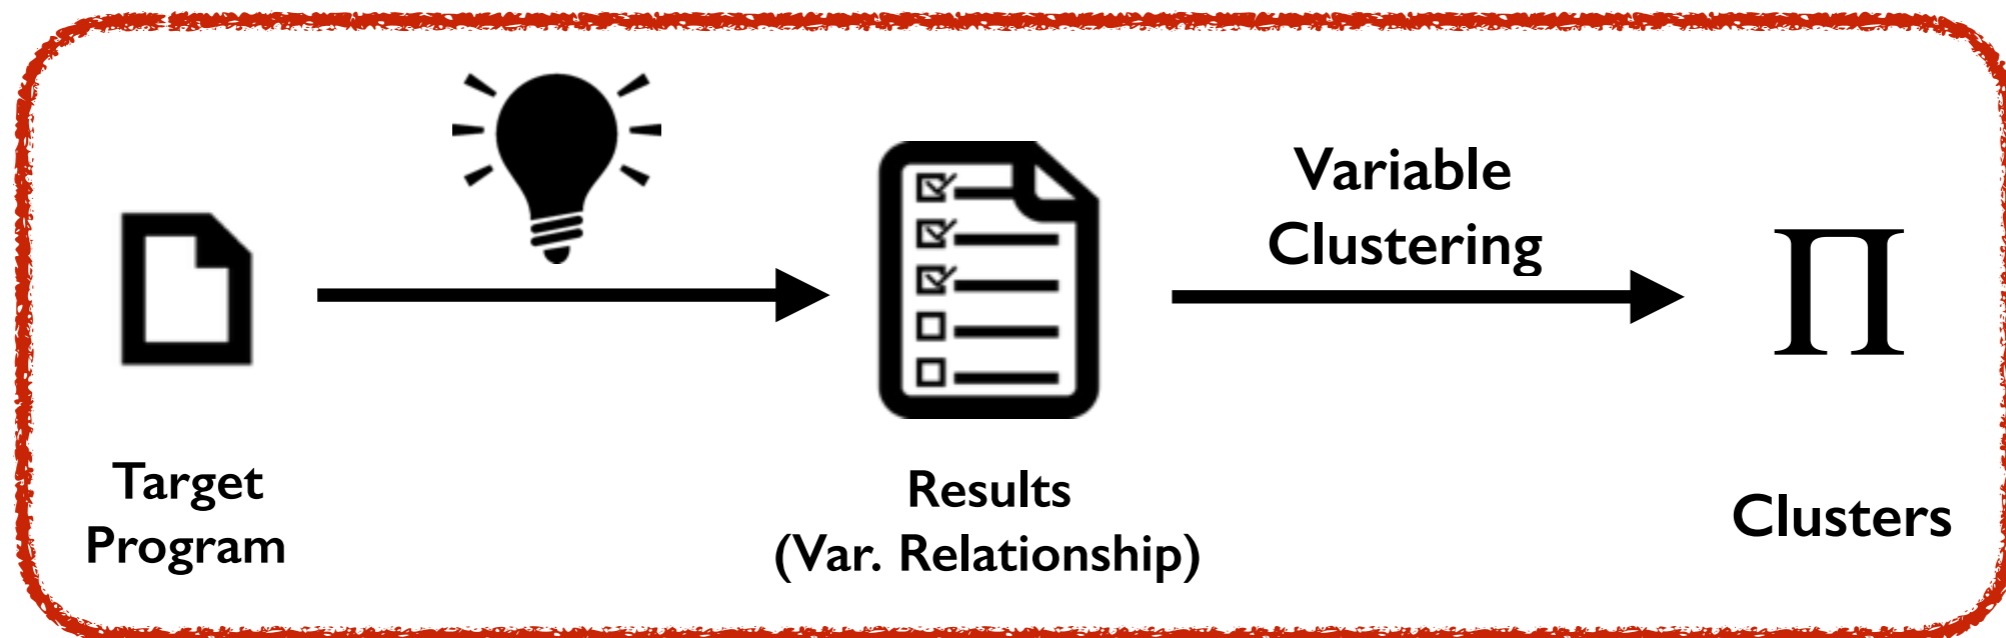 Variable
Clustering
Π
Target
Program
Results
(Var. Relationship)
Clusters